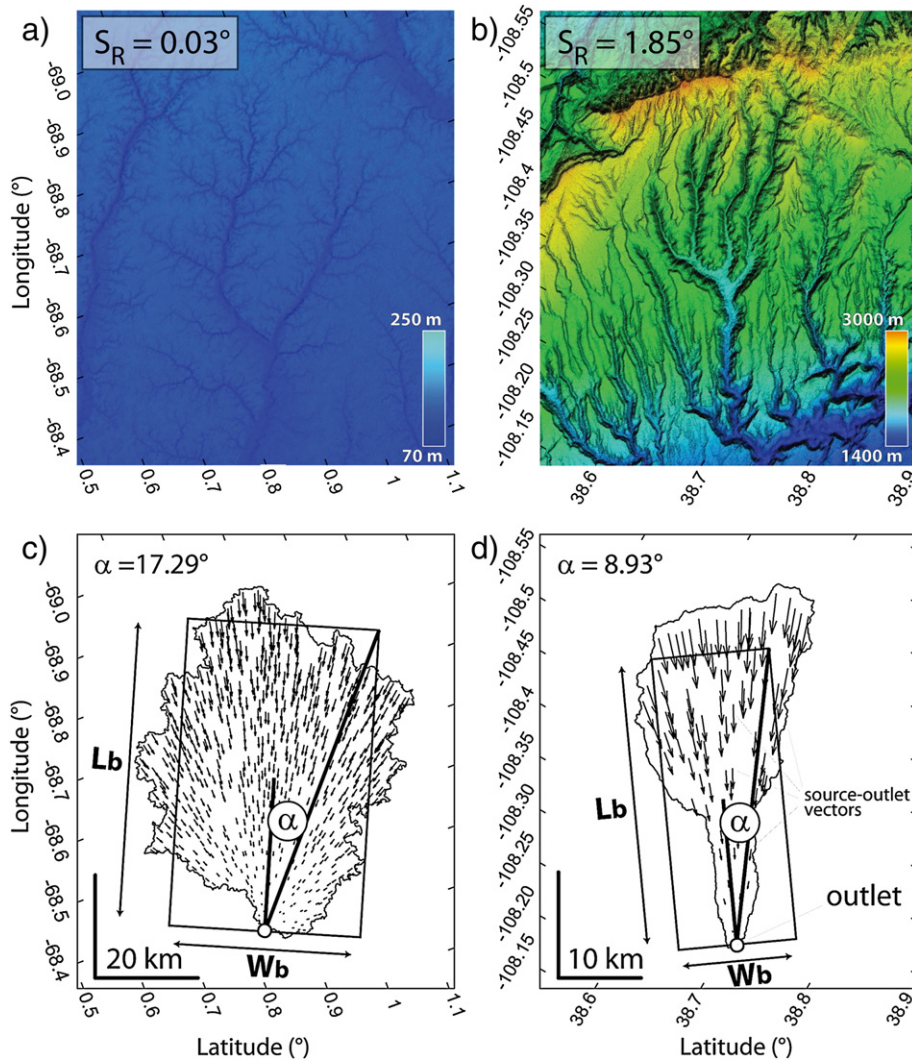 a)
S_R = 0.03°
Longitude (°)
-69.0
-68.9
-68.8
-68.7
-68.6
-68.5
-68.4
250 m
70 m
0.5
0.6
0.7
0.8
0.9
1
1.1
b)
S_R = 1.85°
-108.55
-108.5
-108.45
-108.4
-108.35
-108.30
-108.25
-108.20
-108.15
3000 m
1400 m
38.6
38.7
38.8
38.9
c)
α =17.29°
Longitude (°)
-69.0
-68.9
-68.8
-68.7
-68.6
-68.5
-68.4
Lb
α
20 km
Wb
0.5
0.6
0.7
0.8
0.9
1
1.1
Latitude (°)
d)
α = 8.93°
-108.55
-108.5
-108.45
-108.4
-108.35
-108.30
-108.25
-108.20
-108.15
Lb
α
source-outlet
vectors
outlet
10 km
Wb
38.6
38.7
38.8
38.9
Latitude (°)